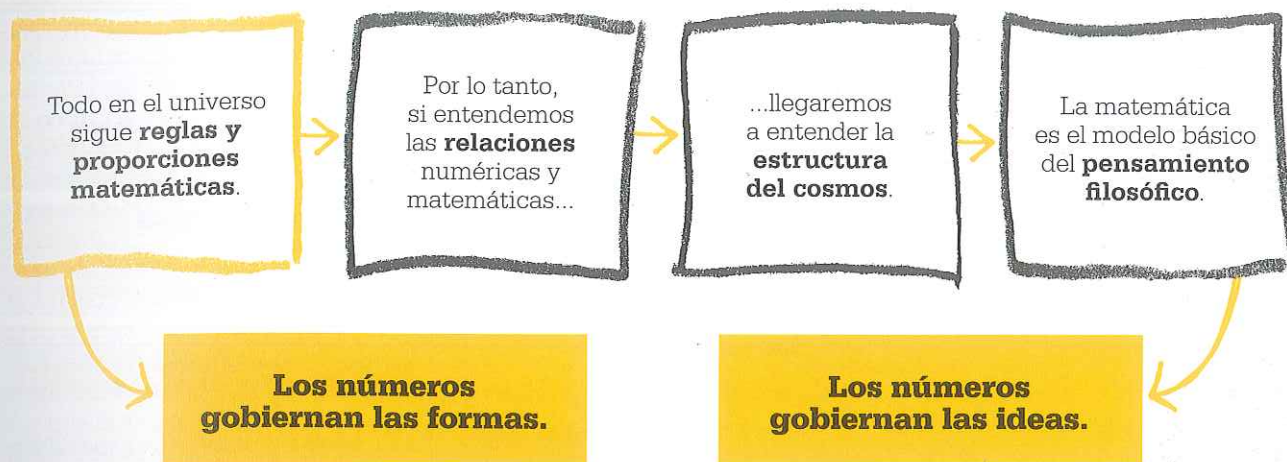 Todo en el universo
sigue reglas y
proporciones
matemáticas.
Por lo tanto,
si entendemos
las relaciones
numéricas y
matemáticas...
...llegaremos
a entender la
estructura
del cosmos.
La matemática
es el modelo básico
del pensamiento
filosófico.
Los números
gobiernan las formas.
Los números
gobiernan las ideas.